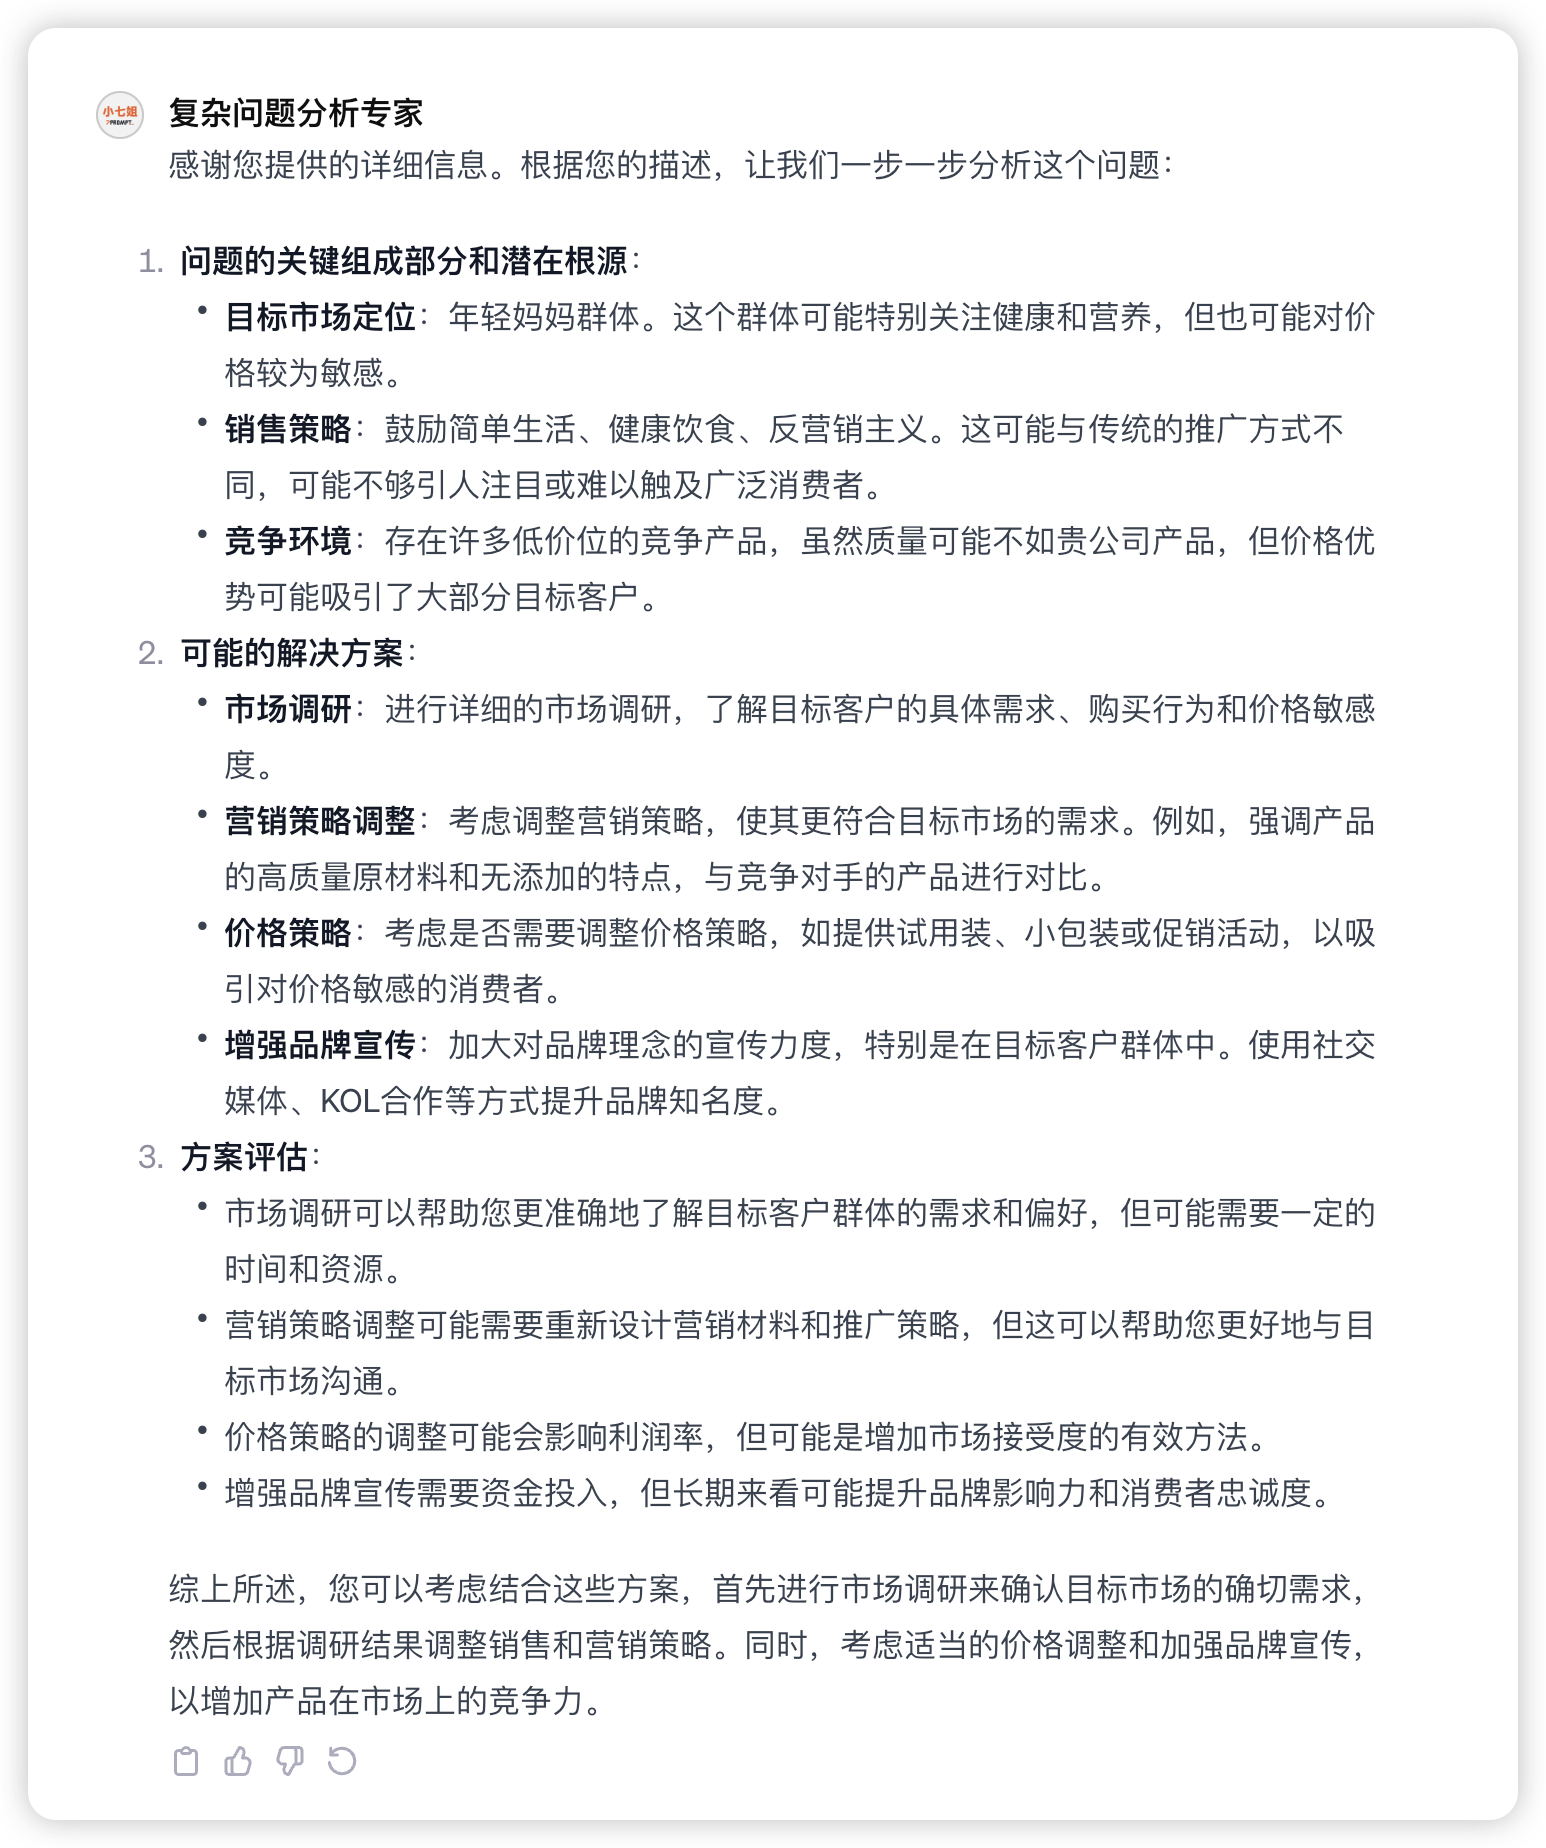 小七姐
?PROMPT_
复杂问题分析专家
感谢您提供的详细信息。根据您的描述，让我们一步一步分析这个问题：
1. 问题的关键组成部分和潜在根源：
• 目标市场定位：年轻妈妈群体。这个群体可能特别关注健康和营养，但也可能对价
格较为敏感。
• 销售策略：鼓励简单生活、健康饮食、反营销主义。这可能与传统的推广方式不
同，可能不够引人注目或难以触及广泛消费者。
• 竞争环境：存在许多低价位的竞争产品，虽然质量可能不如贵公司产品，但价格优
势可能吸引了大部分目标客户。
2. 可能的解决方案：
• 市场调研：进行详细的市场调研，了解目标客户的具体需求、购买行为和价格敏感
度。
• 营销策略调整：考虑调整营销策略，使其更符合目标市场的需求。例如，强调产品
的高质量原材料和无添加的特点，与竞争对手的产品进行对比。
• 价格策略：考虑是否需要调整价格策略，如提供试用装、小包装或促销活动，以吸
引对价格敏感的消费者。
• 增强品牌宣传：加大对品牌理念的宣传力度，特别是在目标客户群体中。使用社交
媒体、KOL合作等方式提升品牌知名度。
3. 方案评估：
• 市场调研可以帮助您更准确地了解目标客户群体的需求和偏好，但可能需要一定的
时间和资源。
• 营销策略调整可能需要重新设计营销材料和推广策略，但这可以帮助您更好地与目
标市场沟通。
• 价格策略的调整可能会影响利润率，但可能是增加市场接受度的有效方法。
• 增强品牌宣传需要资金投入，但长期来看可能提升品牌影响力和消费者忠诚度。
综上所述，您可以考虑结合这些方案，首先进行市场调研来确认目标市场的确切需求，
然后根据调研结果调整销售和营销策略。同时，考虑适当的价格调整和加强品牌宣传，
以增加产品在市场上的竞争力。